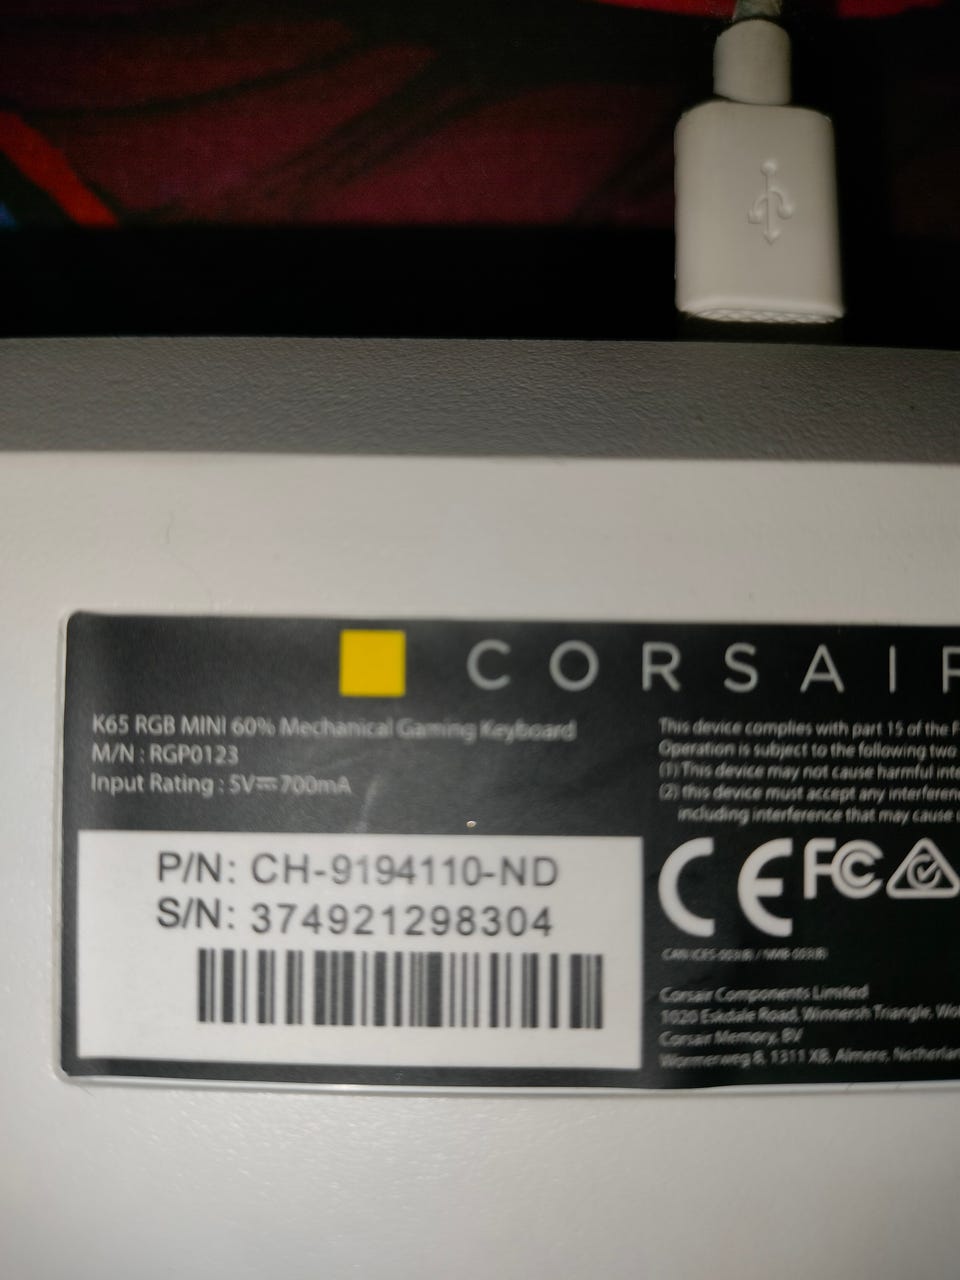 CORSAIR
K65 RGB MINI 60% Mechanical Gaming Keyboard
M/N : RGP0123
Input Rating : 5V⎓700mA
P/N: CH-9194110-ND
S/N: 374921298304
This device complies with part 15 of the F
Operation is subject to the following two
(1) This device may not cause harmful
(2) this device must accept any
including interference that may cause
CE FC
Corsair Components Limited
1020 Eskdale Road, Winnersh Triangle,
Corsair Memory, BV
Wormerweg 8, 1311 XB, Almere,